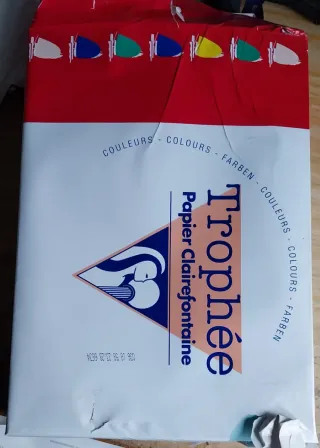 COULEURS - COLOURS - FARBEN - COULEURS - COLOURS - FARBEN
Trophée
Papier Clairefontaine